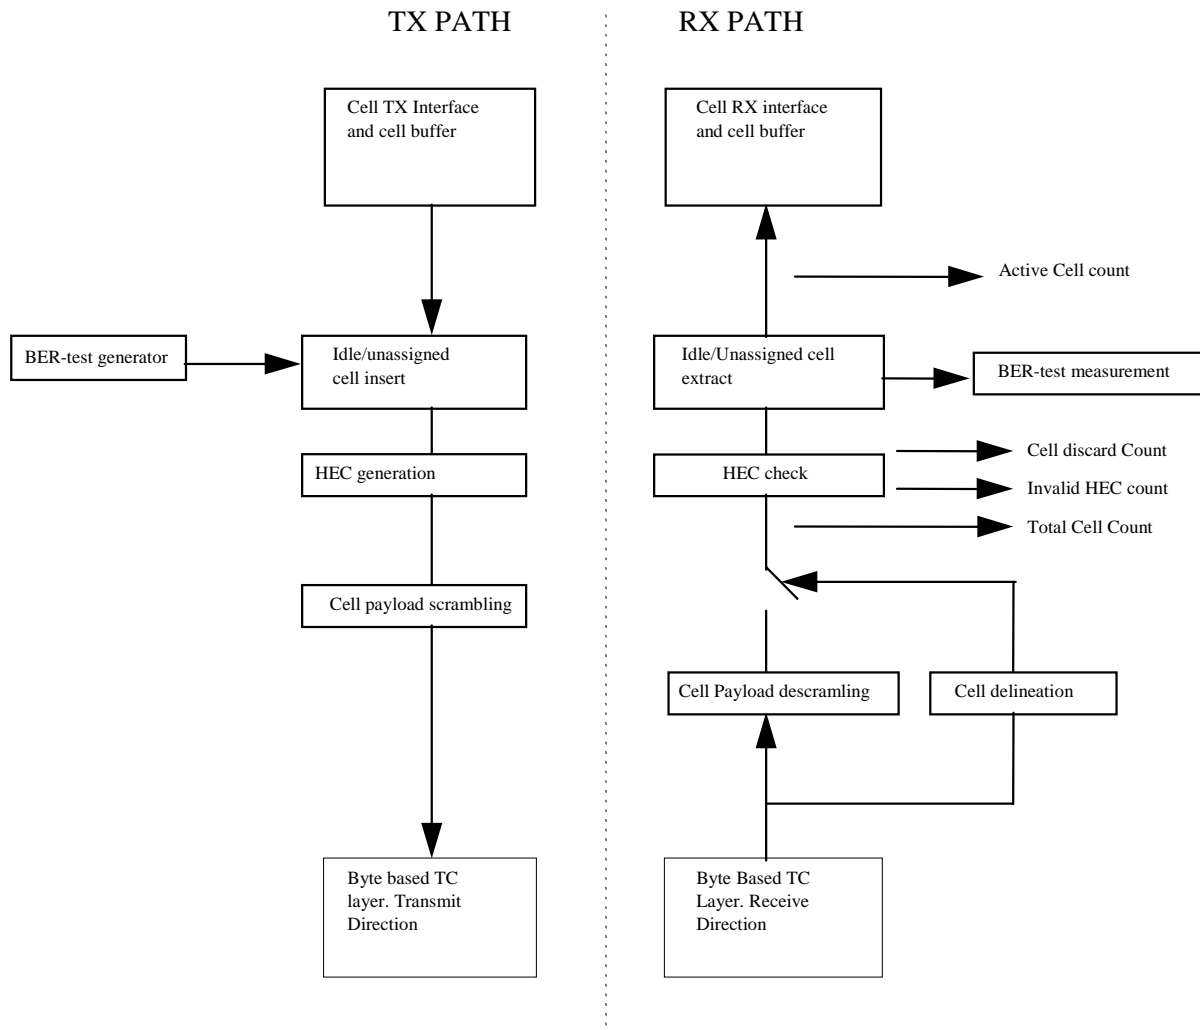 TX PATH
RX PATH
Cell TX Interface
and cell buffer
Cell RX interface
and cell buffer
Active Cell count
BER-test generator
Idle/unassigned
cell insert
Idle/Unassigned cell
extract
BER-test measurement
HEC generation
HEC check
Cell discard Count
Invalid HEC count
Total Cell Count
Cell payload scrambling
Cell Payload descramling
Cell delineation
Byte based TC
layer. Transmit
Direction
Byte Based TC
Layer. Receive
Direction